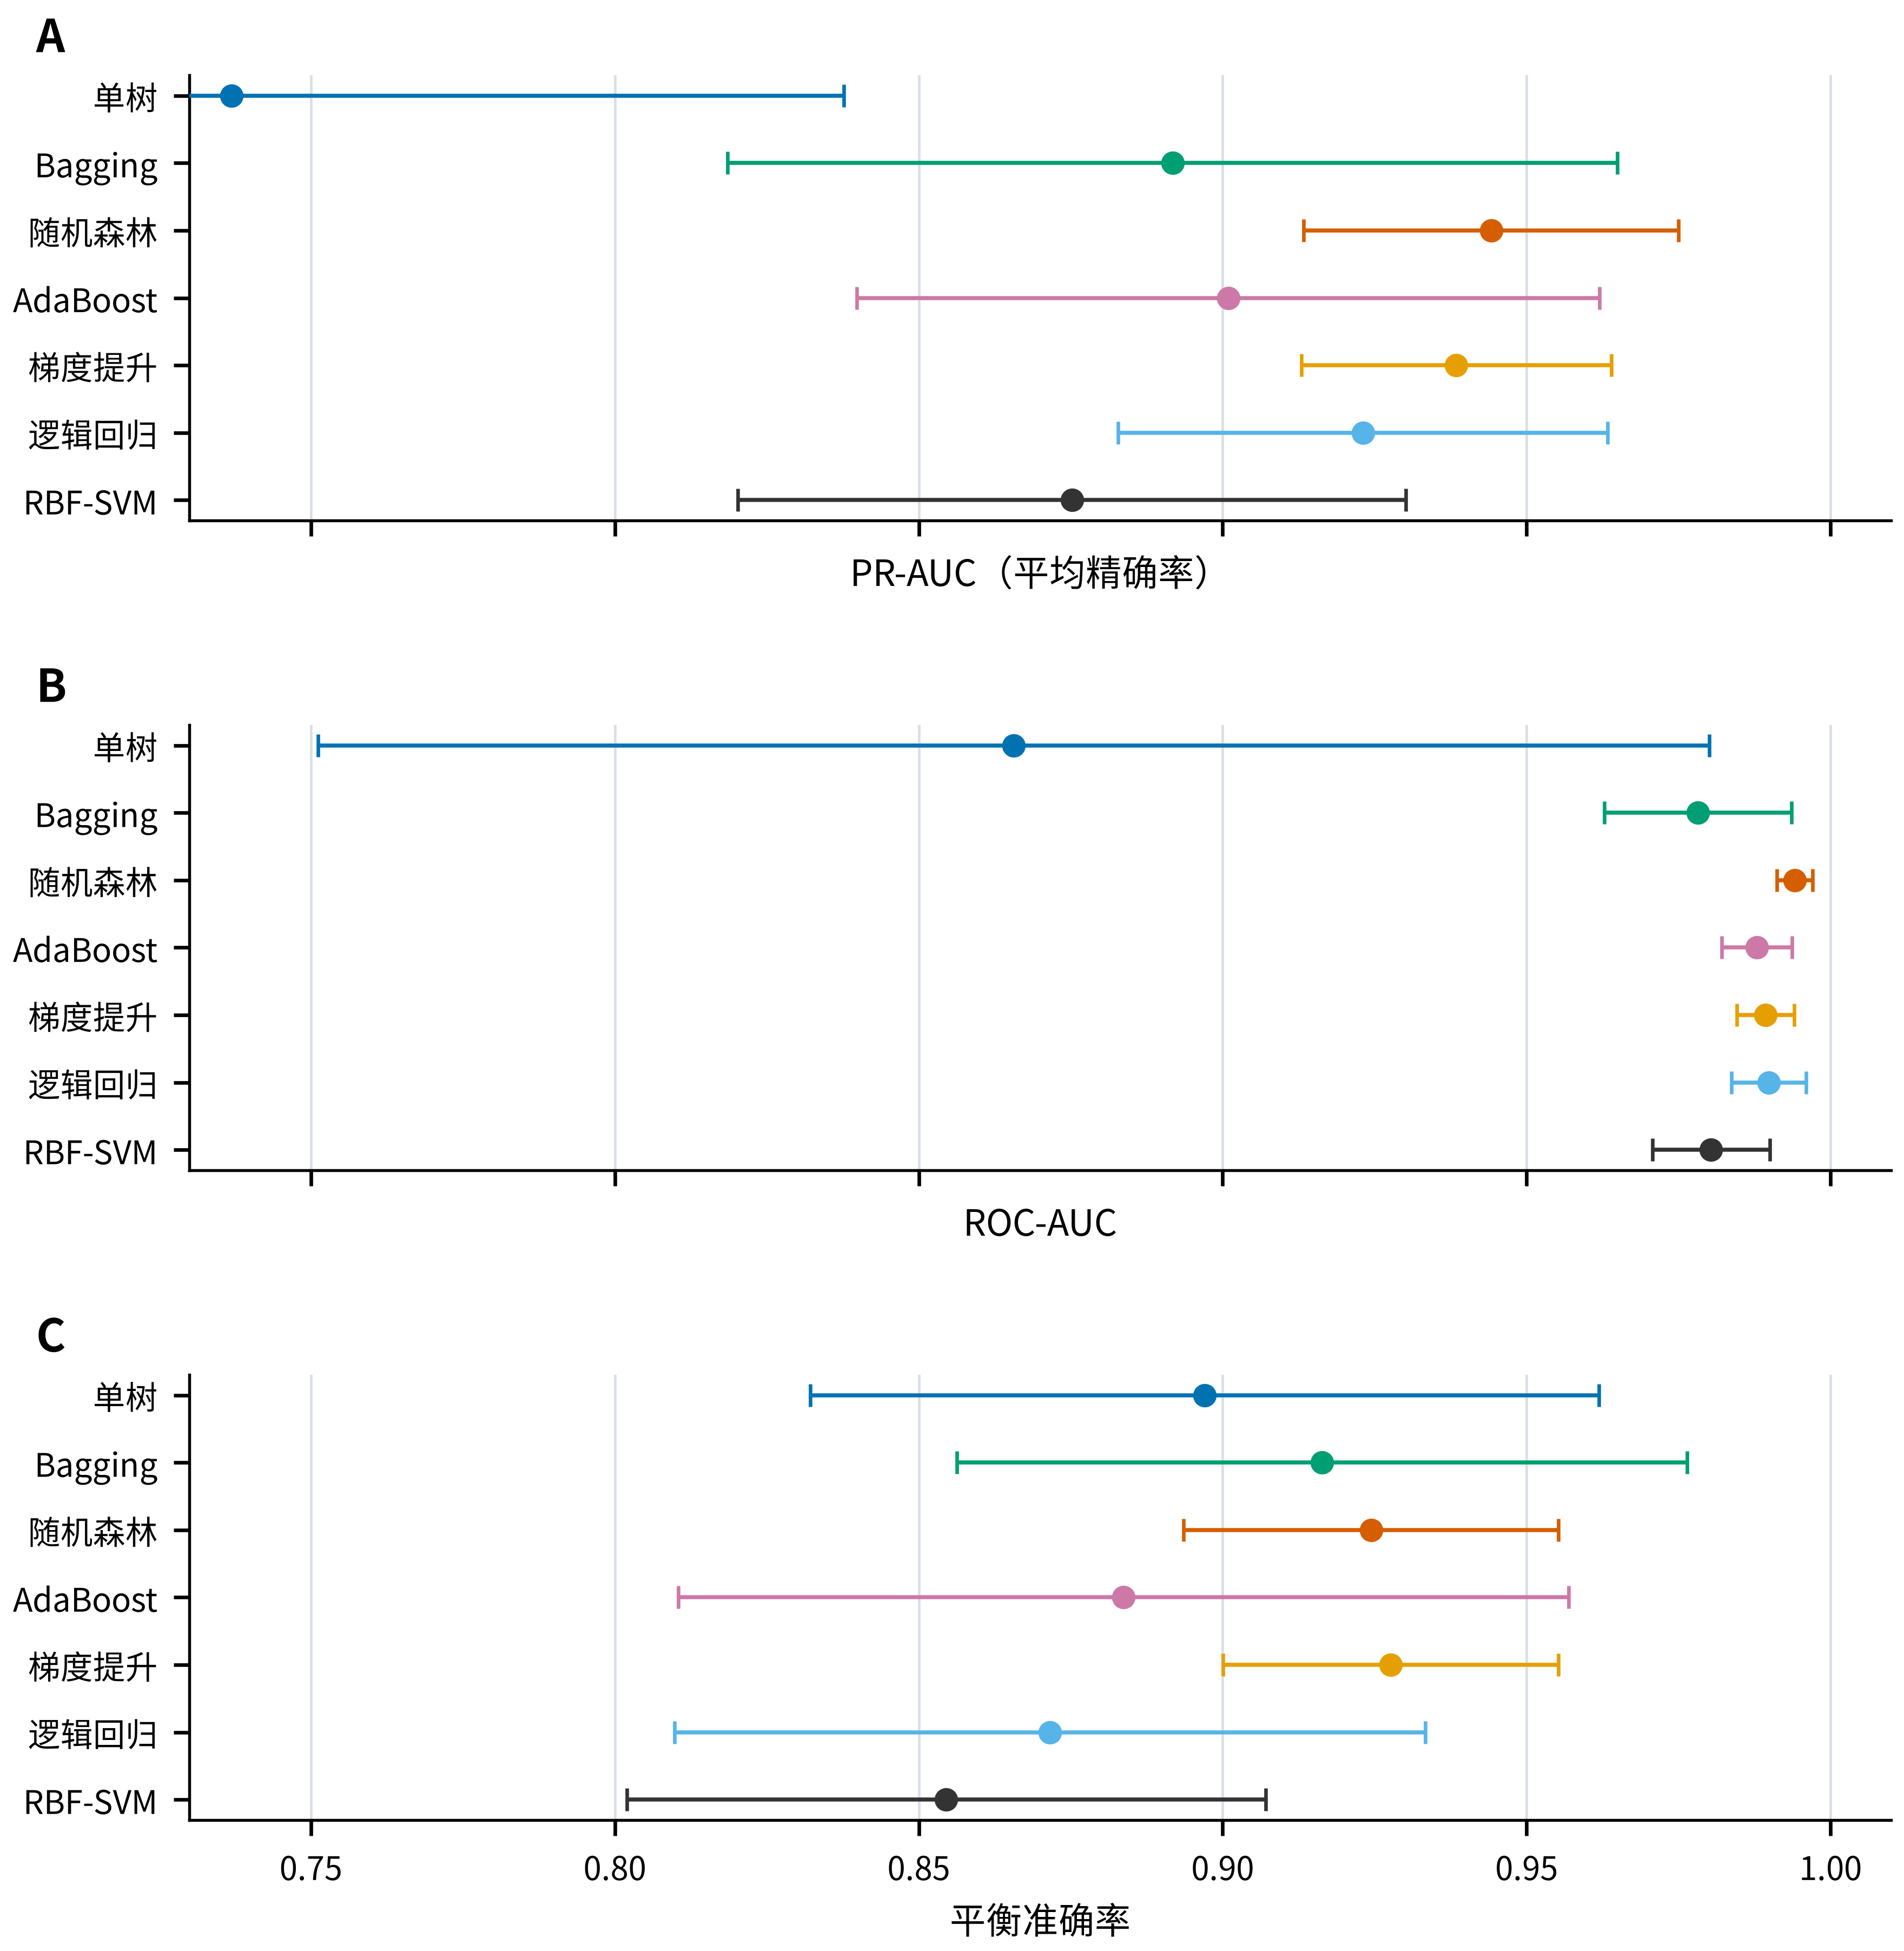 A
单树
Bagging
随机森林
AdaBoost
梯度提升
逻辑回归
RBF-SVM
PR-AUC（平均精确率）
B
单树
Bagging
随机森林
AdaBoost
梯度提升
逻辑回归
RBF-SVM
ROC-AUC
C
单树
Bagging
随机森林
AdaBoost
梯度提升
逻辑回归
RBF-SVM
0.75 0.80 0.85 0.90 0.95 1.00
平衡准确率